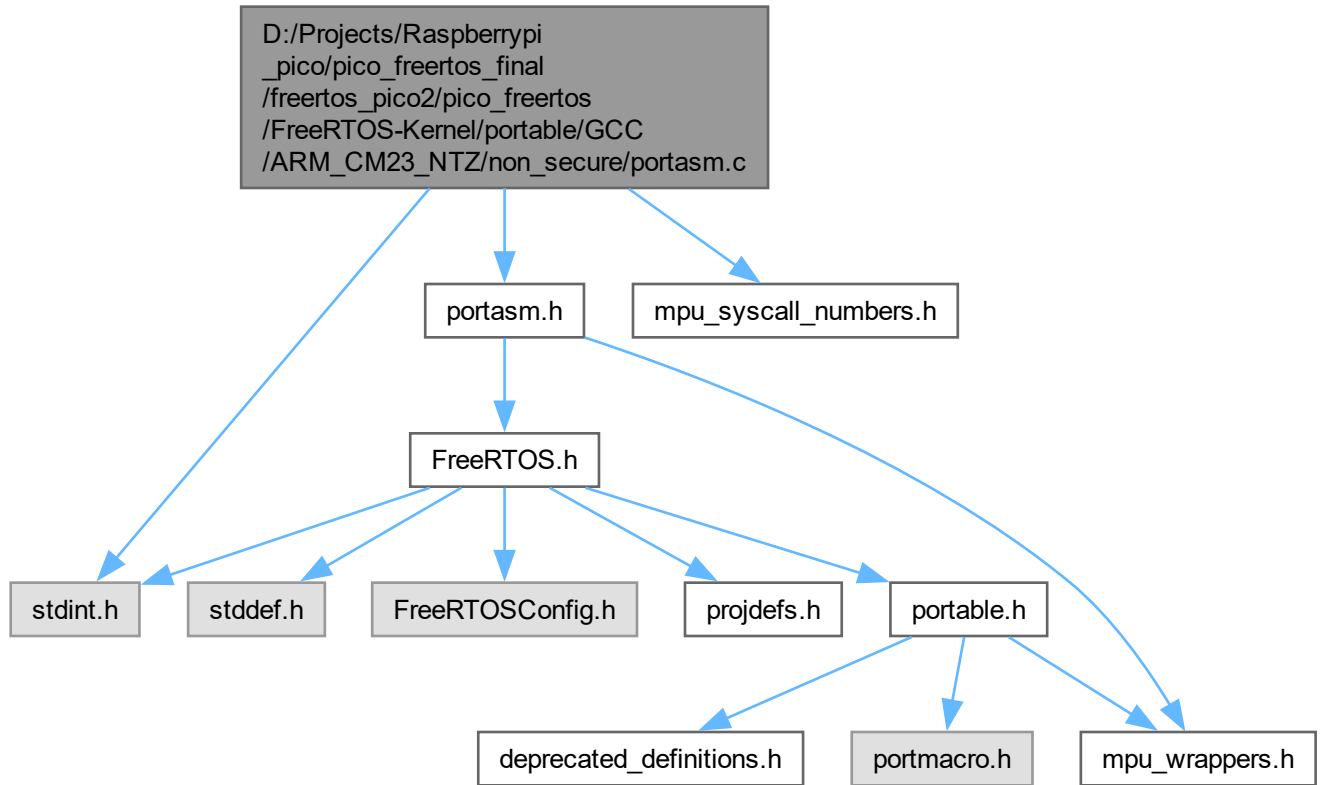 D:/Projects/Raspberrypi
_pico/pico_freertos_final
/freertos_pico2/pico_freertos
/FreeRTOS-Kernel/portable/GCC
/ARM_CM23_NTZ/non_secure/portasm.c
portasm.h
mpu_syscall_numbers.h
FreeRTOS.h
stdint.h
stddef.h
FreeRTOSConfig.h
projdefs.h
portable.h
deprecated_definitions.h
portmacro.h
mpu_wrappers.h